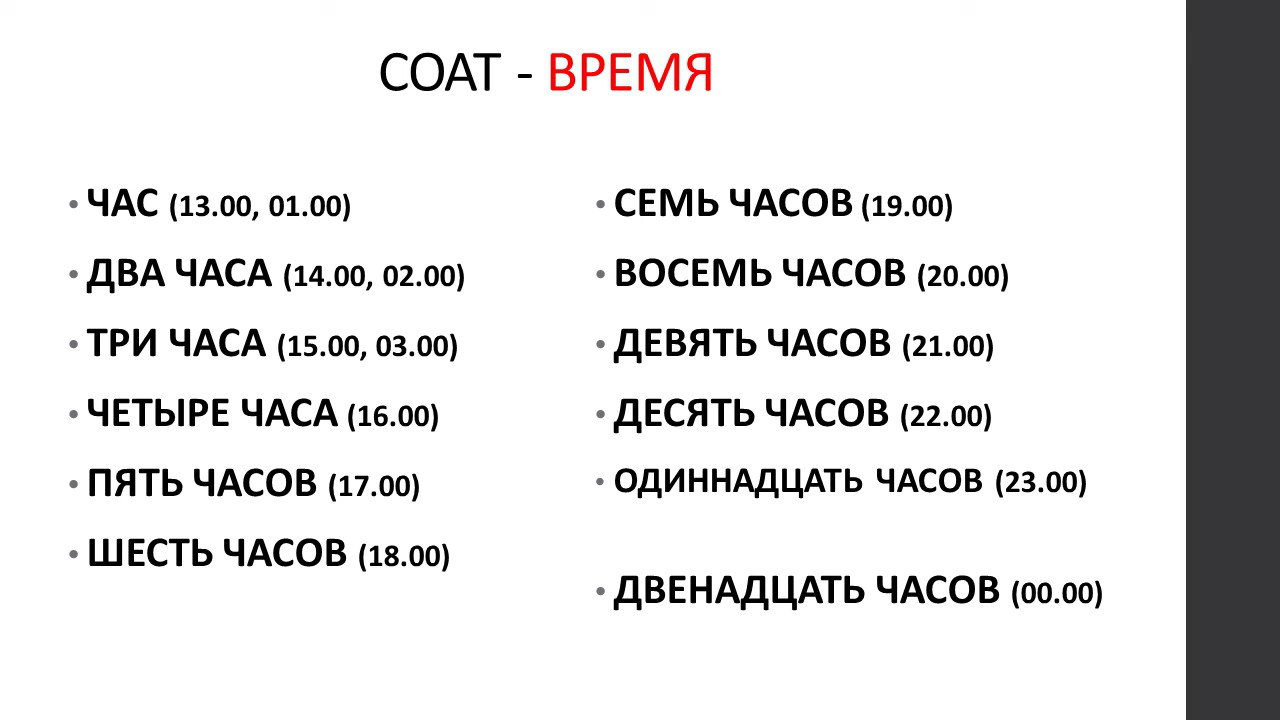 СОАТ - ВРЕМЯ
• ЧАС (13.00, 01.00)
• ДВА ЧАСА (14.00, 02.00)
• ТРИ ЧАСА (15.00, 03.00)
• ЧЕТЫРЕ ЧАСА (16.00)
• ПЯТЬ ЧАСОВ (17.00)
• ШЕСТЬ ЧАСОВ (18.00)
• СЕМЬ ЧАСОВ (19.00)
• ВОСЕМЬ ЧАСОВ (20.00)
• ДЕВЯТЬ ЧАСОВ (21.00)
• ДЕСЯТЬ ЧАСОВ (22.00)
• ОДИННАДЦАТЬ ЧАСОВ (23.00)
• ДВЕНАДЦАТЬ ЧАСОВ (00.00)